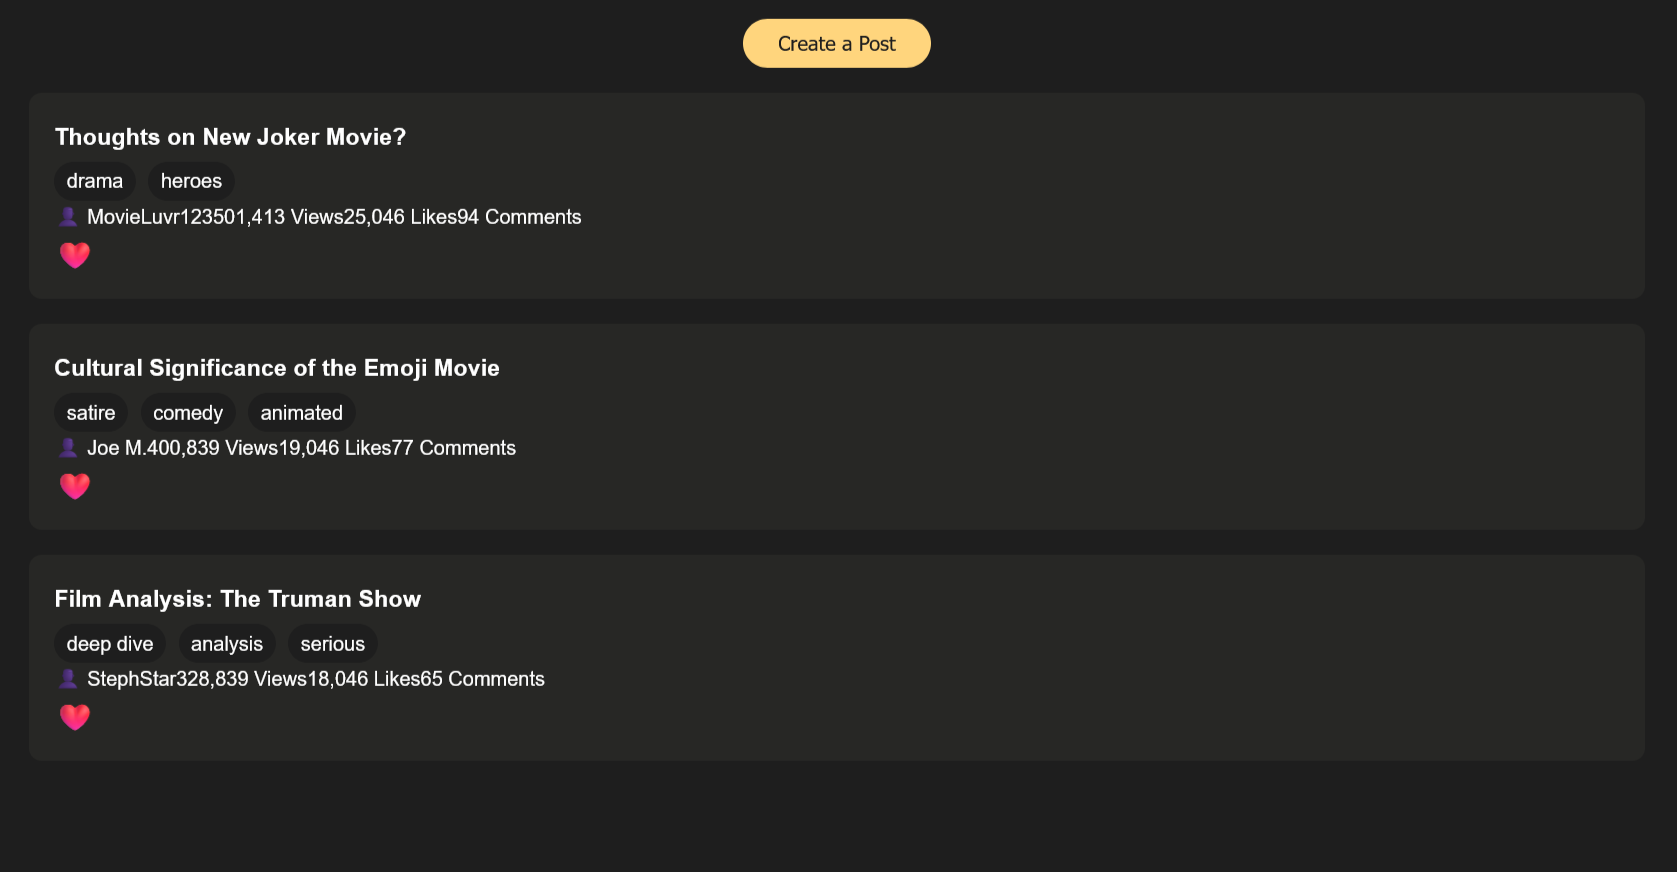 Create a Post
Thoughts on New Joker Movie?
drama heroes
MovieLuvr123501,413 Views25,046 Likes94 Comments
Cultural Significance of the Emoji Movie
satire comedy animated
Joe M.400,839 Views19,046 Likes77 Comments
Film Analysis: The Truman Show
deep dive analysis serious
StephStar328,839 Views18,046 Likes65 Comments